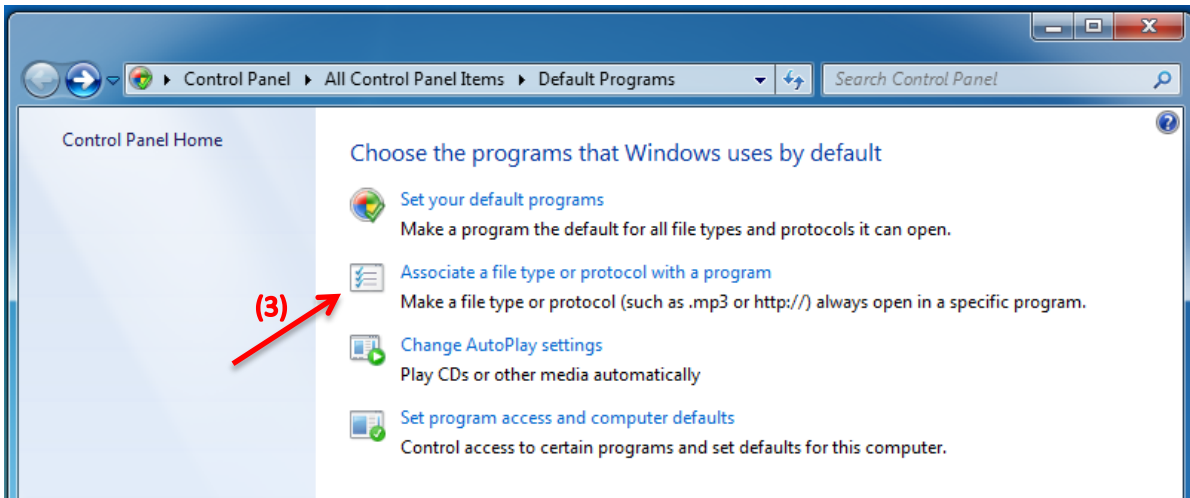 Control Panel ▸ All Control Panel Items ▸ Default Programs
Search Control Panel
Control Panel Home
Choose the programs that Windows uses by default
Set your default programs
Make a program the default for all file types and protocols it can open.
Associate a file type or protocol with a program
Make a file type or protocol (such as .mp3 or http://) always open in a specific program.
(3)
Change AutoPlay settings
Play CDs or other media automatically
Set program access and computer defaults
Control access to certain programs and set defaults for this computer.